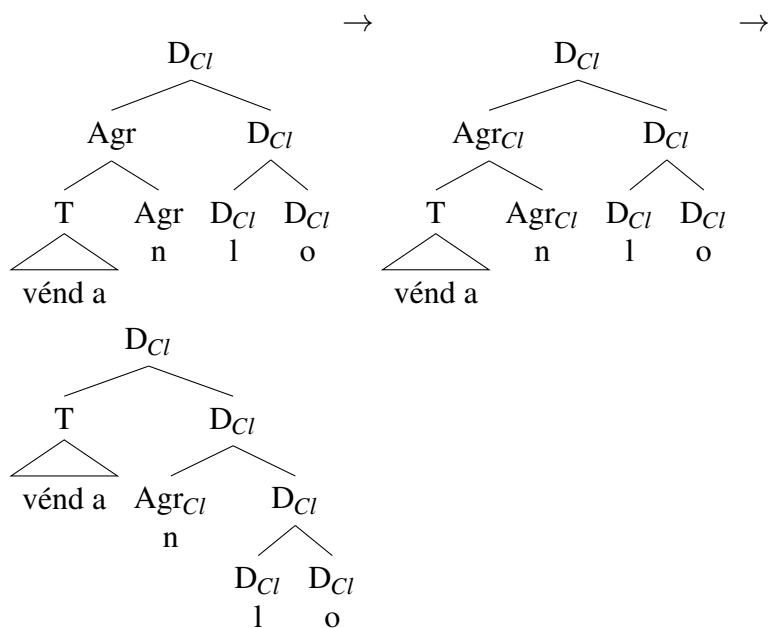 → →
D_Cl D_Cl
Agr D_Cl Agr_Cl D_Cl
T Agr D_Cl D_Cl T Agr_Cl D_Cl D_Cl
n l o n l o
vénd a vénd a
D_Cl
T D_Cl
vénd a Agr_Cl D_Cl
n
D_Cl D_Cl
l o